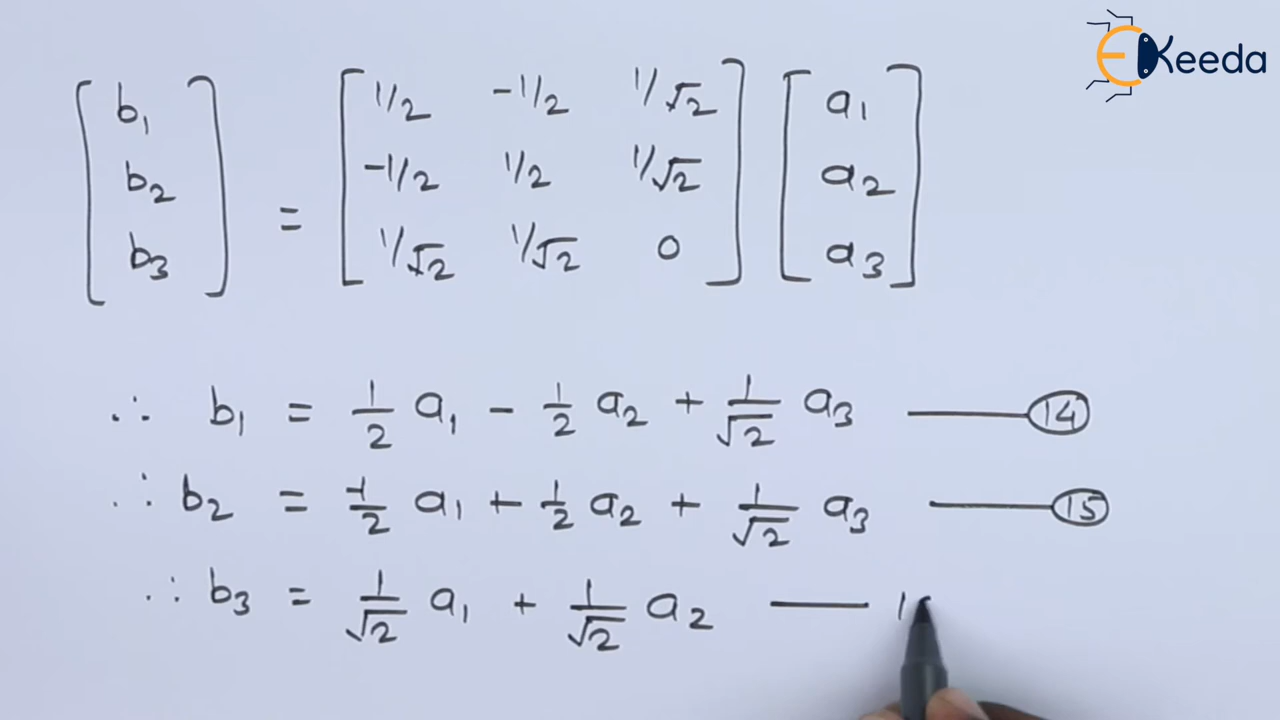 EKeeda
[b1 b2 b3] = [1/2 -1/2 1/√2; -1/2 1/2 1/√2; 1/√2 1/√2 0] [a1 a2 a3]
∴ b1 = 1/2 a1 - 1/2 a2 + 1/√2 a3 —— 14
∴ b2 = -1/2 a1 + 1/2 a2 + 1/√2 a3 —— 15
∴ b3 = 1/√2 a1 + 1/√2 a2 —— 1